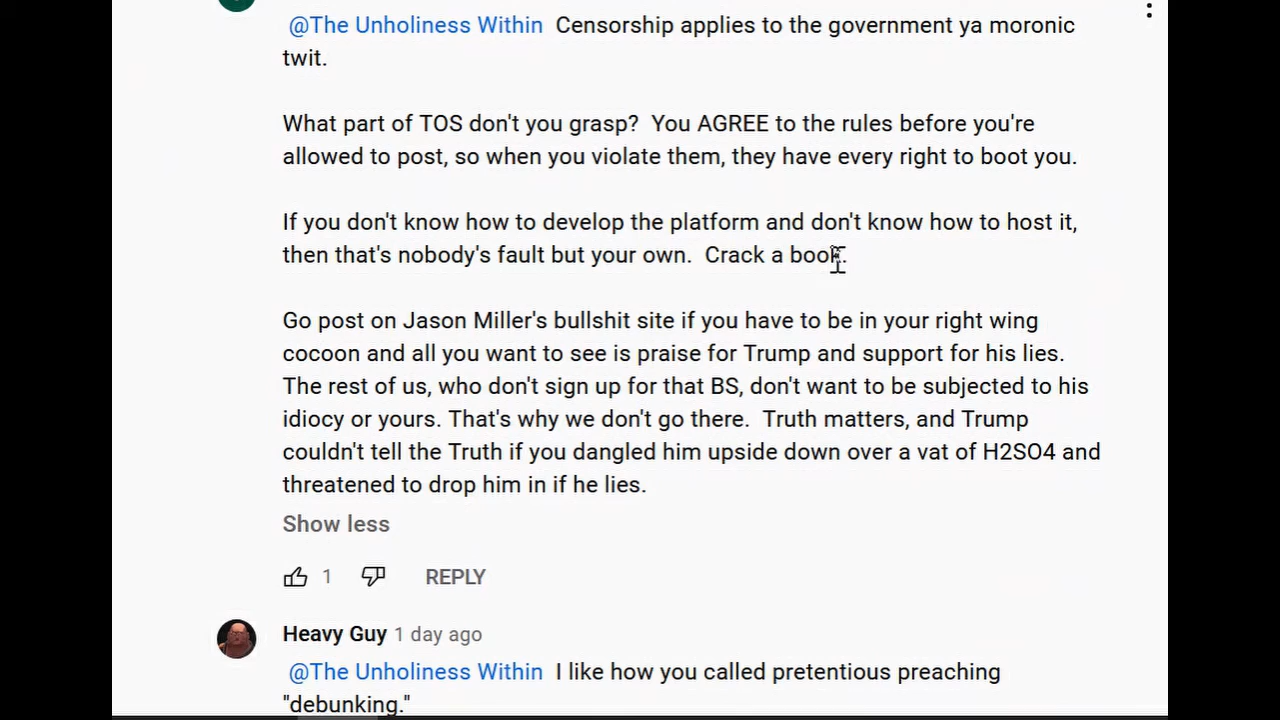 @The Unholiness Within Censorship applies to the government ya moronic
twit.
What part of TOS don't you grasp? You AGREE to the rules before you're
allowed to post, so when you violate them, they have every right to boot you.
If you don't know how to develop the platform and don't know how to host it,
then that's nobody's fault but your own. Crack a book.
Go post on Jason Miller's bullshit site if you have to be in your right wing
cocoon and all you want to see is praise for Trump and support for his lies.
The rest of us, who don't sign up for that BS, don't want to be subjected to his
idiocy or yours. That's why we don't go there. Truth matters, and Trump
couldn't tell the Truth if you dangled him upside down over a vat of H2SO4 and
threatened to drop him in if he lies.
Show less
1 REPLY
Heavy Guy 1 day ago
@The Unholiness Within I like how you called pretentious preaching
"debunking."